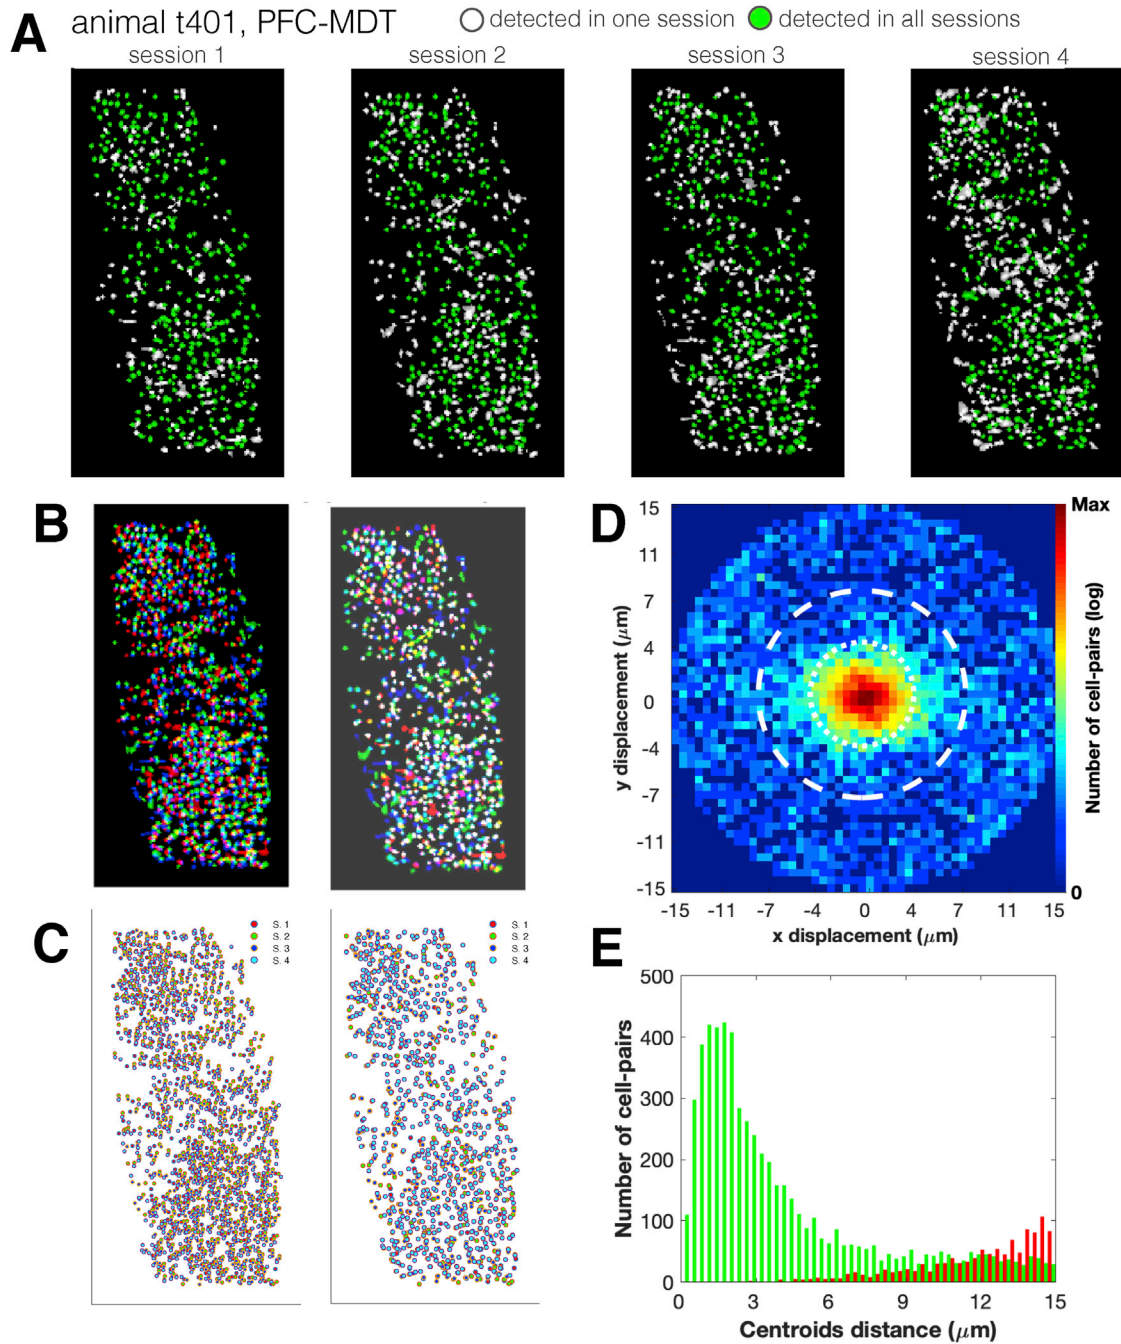 A
animal t401, PFC-MDT
detected in one session
detected in all sessions
session 1
session 2
session 3
session 4
B
C
S. 1
S. 2
S. 3
S. 4
S. 1
S. 2
S. 3
S. 4
D
15
11
7
4
0
-4
-7
-11
-15
y displacement (μm)
-15 -11 -7 -4 0 4 7 11 15
x displacement (μm)
Max
0
Number of cell-pairs (log)
E
500
400
300
200
100
0
Number of cell-pairs
0 3 6 9 12 15
Centroids distance (μm)